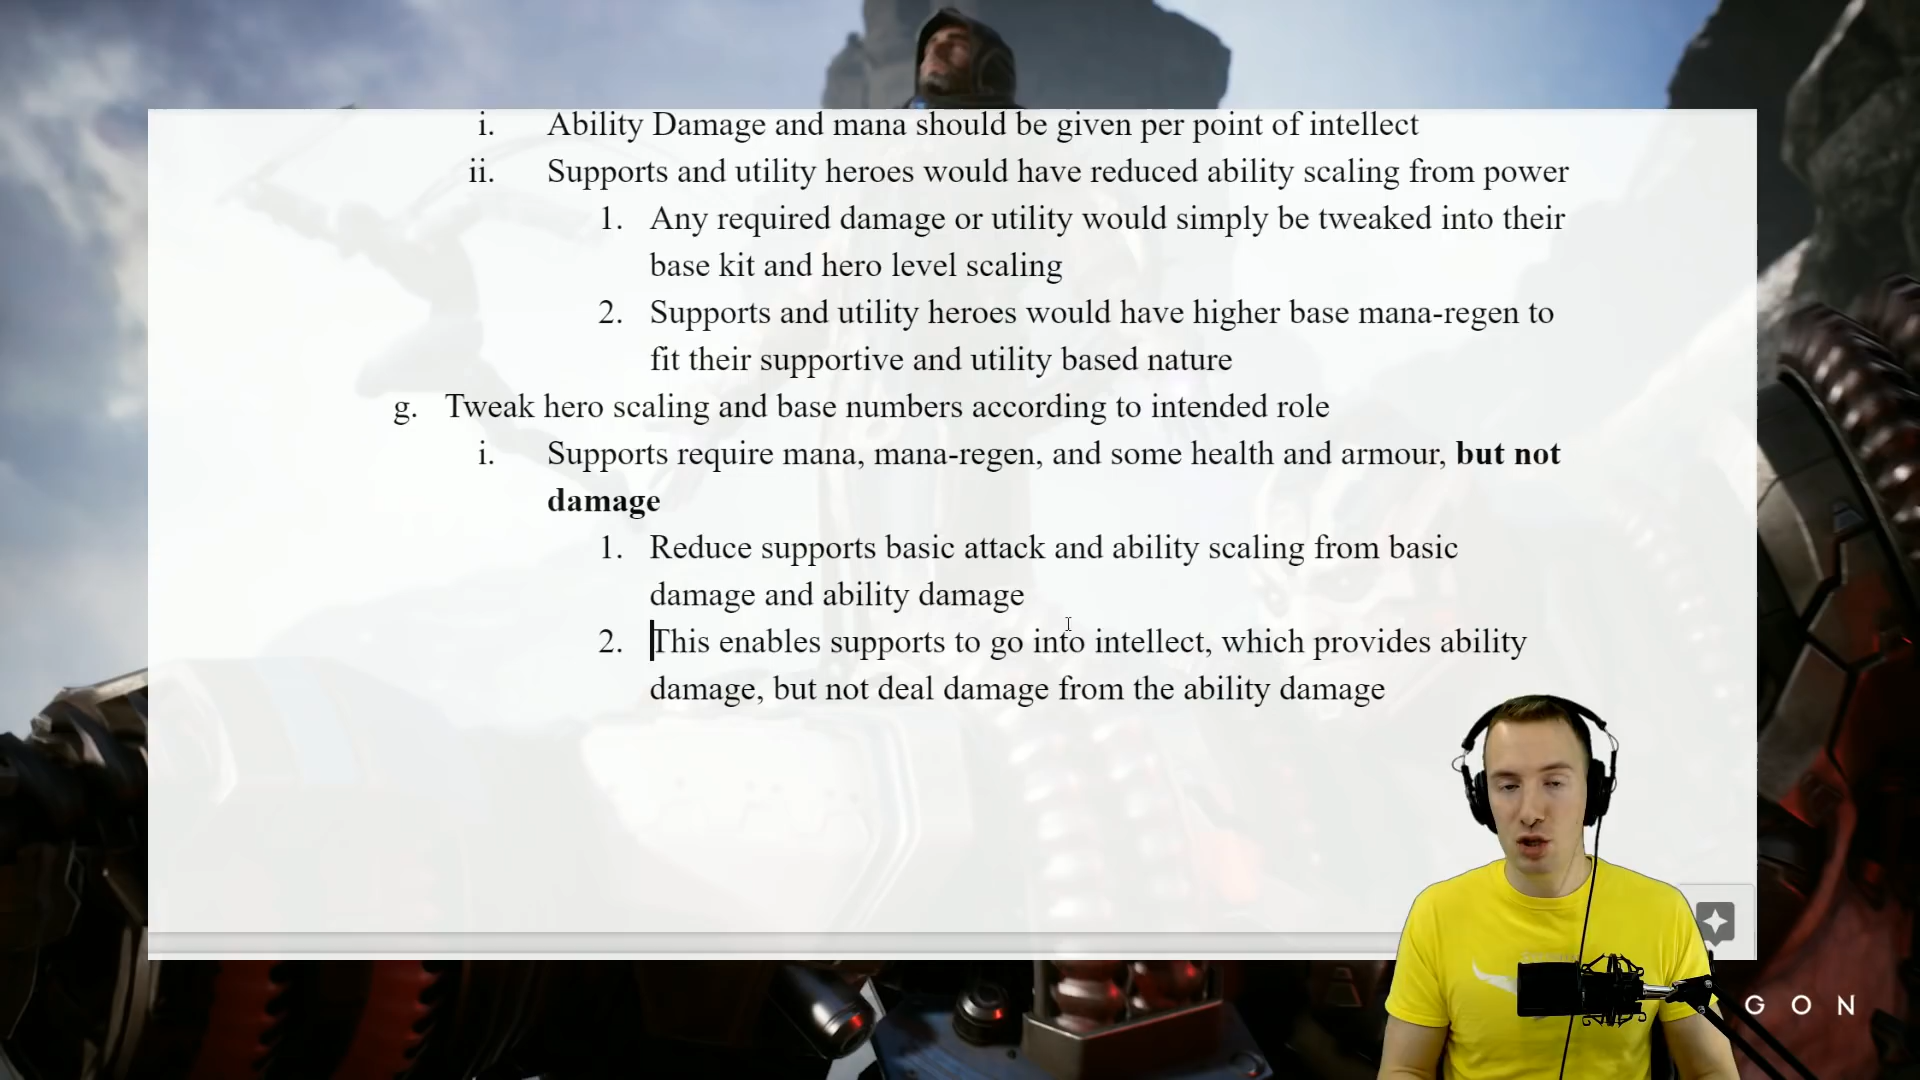 i. Ability Damage and mana should be given per point of intellect
ii. Supports and utility heroes would have reduced ability scaling from power
1. Any required damage or utility would simply be tweaked into their
base kit and hero level scaling
2. Supports and utility heroes would have higher base mana-regen to
fit their supportive and utility based nature
g. Tweak hero scaling and base numbers according to intended role
i. Supports require mana, mana-regen, and some health and armour, but not
damage
1. Reduce supports basic attack and ability scaling from basic
damage and ability damage
2. This enables supports to go into intellect, which provides ability
damage, but not deal damage from the ability damage
GON